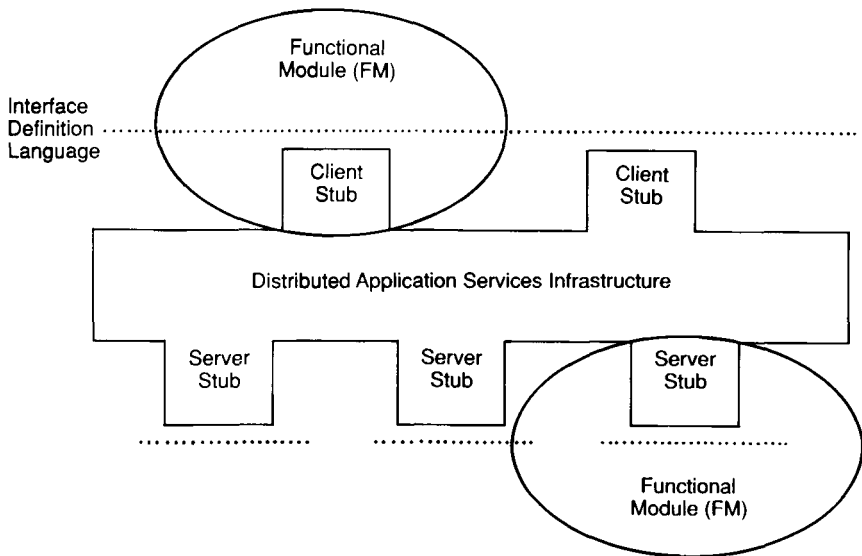 Functional
Module (FM)
Interface
Definition
Language
Client
Stub
Client
Stub
Distributed Application Services Infrastructure
Server
Stub
Server
Stub
Server
Stub
Functional
Module (FM)